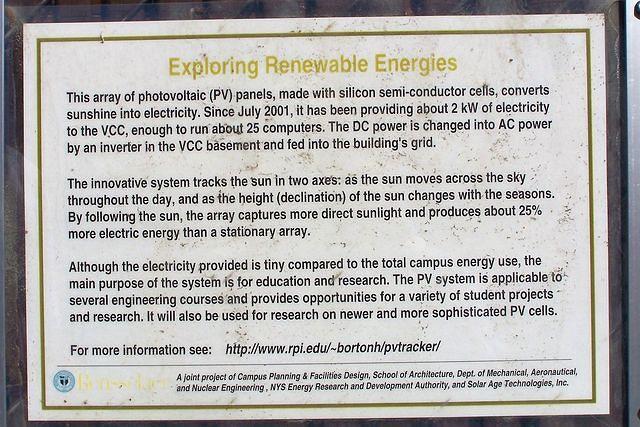 Exploring Renewable Energies
This array of photovoltaic (PV) panels, made with silicon semi-conductor cells, converts
sunshine into electricity. Since July 2001, it has been providing about 2 kW of electricity
to the VCC, enough to run about 25 computers. The DC power is changed into AC power
by an inverter in the VCC basement and fed into the building's grid.
The innovative system tracks the sun in two axes: as the sun moves across the sky
throughout the day, and as the height (declination) of the sun changes with the seasons.
By following the sun, the array captures more direct sunlight and produces about 25%
more electric energy than a stationary array.
Although the electricity provided is tiny compared to the total campus energy use, the
main purpose of the system is for education and research. The PV system is applicable to
several engineering courses and provides opportunities for a variety of student projects
and research. It will also be used for research on newer and more sophisticated PV cells.
For more information see: http://www.rpi.edu/~bortonh/pvtracker/
Rensselaer
A joint project of Campus Planning & Facilities Design, School of Architecture, Dept. of Mechanical, Aeronautical,
and Nuclear Engineering , NYS Energy Research and Development Authority, and Solar Age Technologies, Inc.